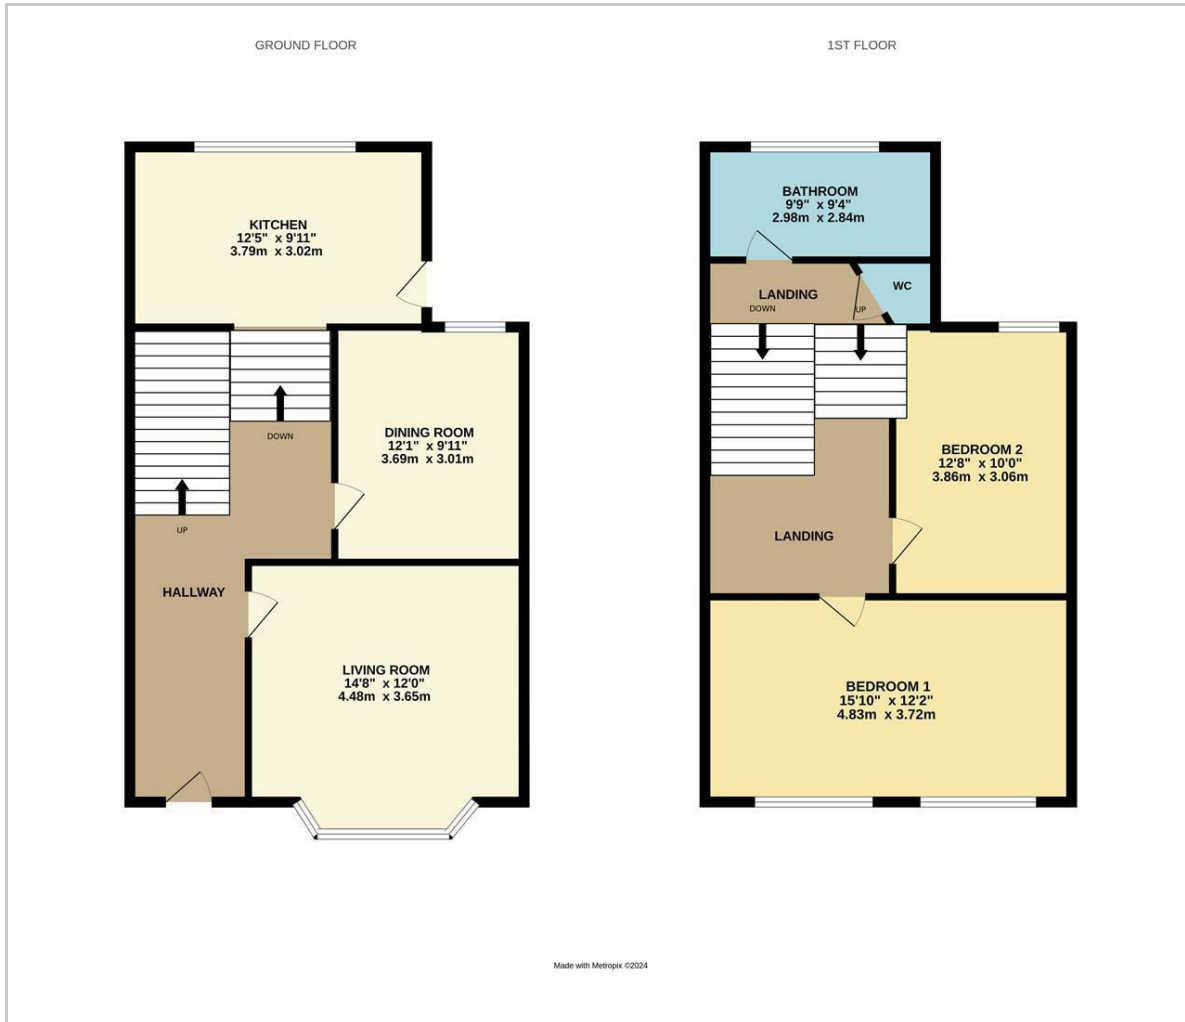 GROUND FLOOR
KITCHEN
12'5" x 9'11"
3.79m x 3.02m
DOWN
DINING ROOM
12'1" x 9'11"
3.69m x 3.01m
UP
HALLWAY
LIVING ROOM
14'8" x 12'0"
4.48m x 3.65m
1ST FLOOR
BATHROOM
9'9" x 9'4"
2.98m x 2.84m
WC
LANDING
DOWN
UP
BEDROOM 2
12'8" x 10'0"
3.86m x 3.06m
LANDING
BEDROOM 1
15'10" x 12'2"
4.83m x 3.72m
Made with Metropix ©2024